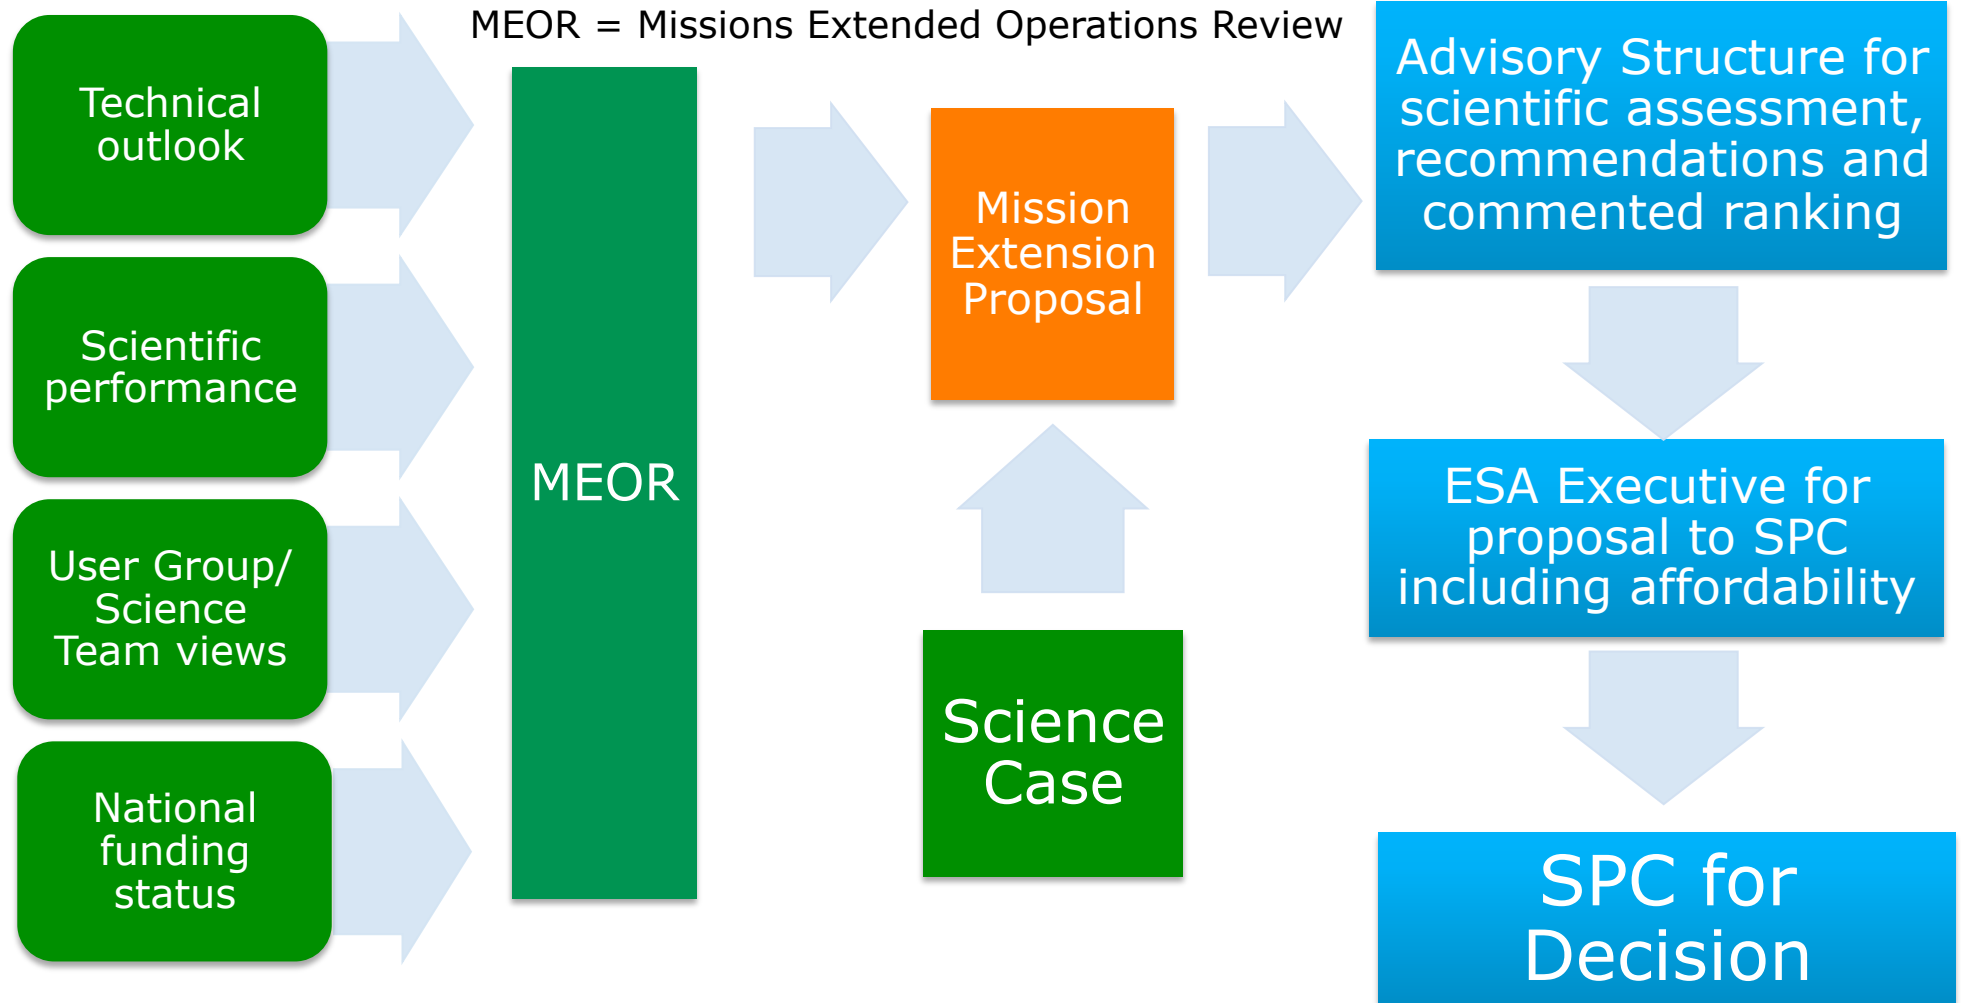 MEOR = Missions Extended Operations Review
Technical
outlook
Scientific
performance
User Group/
Science
Team views
National
funding
status
MEOR
Mission
Extension
Proposal
Science
Case
Advisory Structure for
scientific assessment,
recommendations and
commented ranking
ESA Executive for
proposal to SPC
including affordability
SPC for
Decision